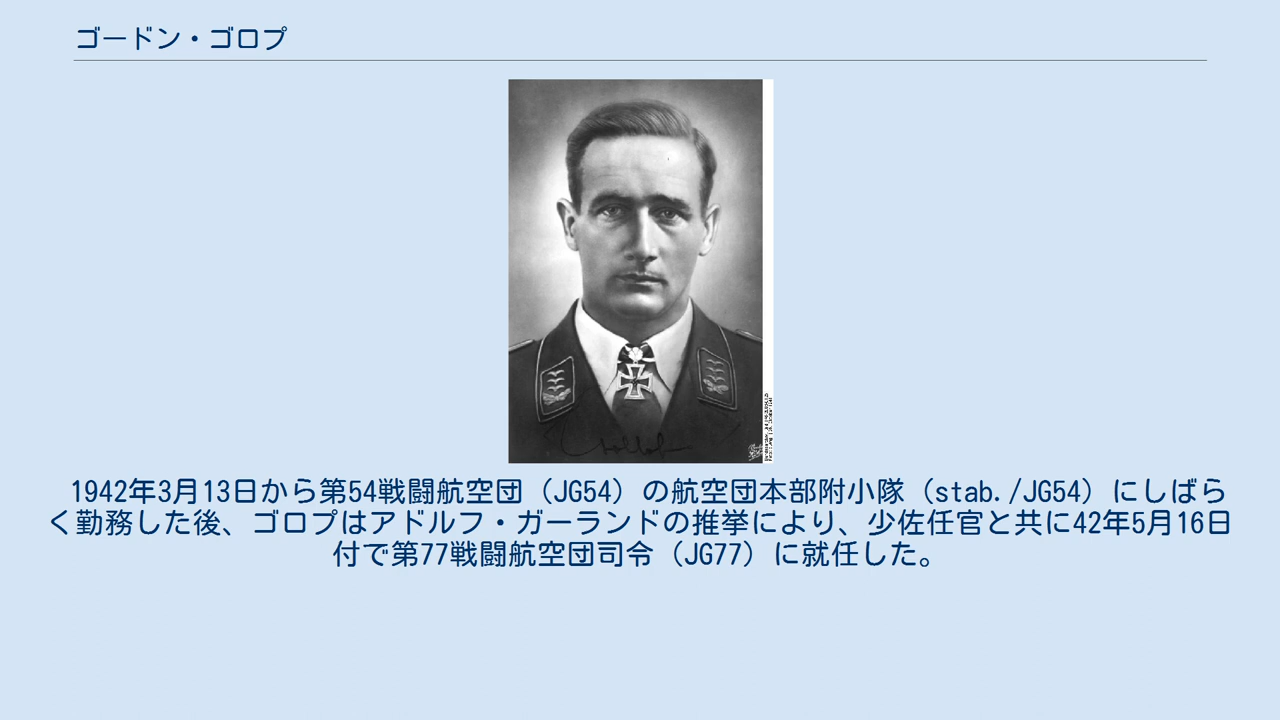 ゴードン・ゴロプ
1942年3月13日から第54戦闘航空団（JG54）の航空団本部附小隊（stab./JG54）にしばら
く勤務した後、ゴロプはアドルフ・ガーランドの推挙により、少佐任官と共に42年5月16日
付で第77戦闘航空団司令（JG77）に就任した。